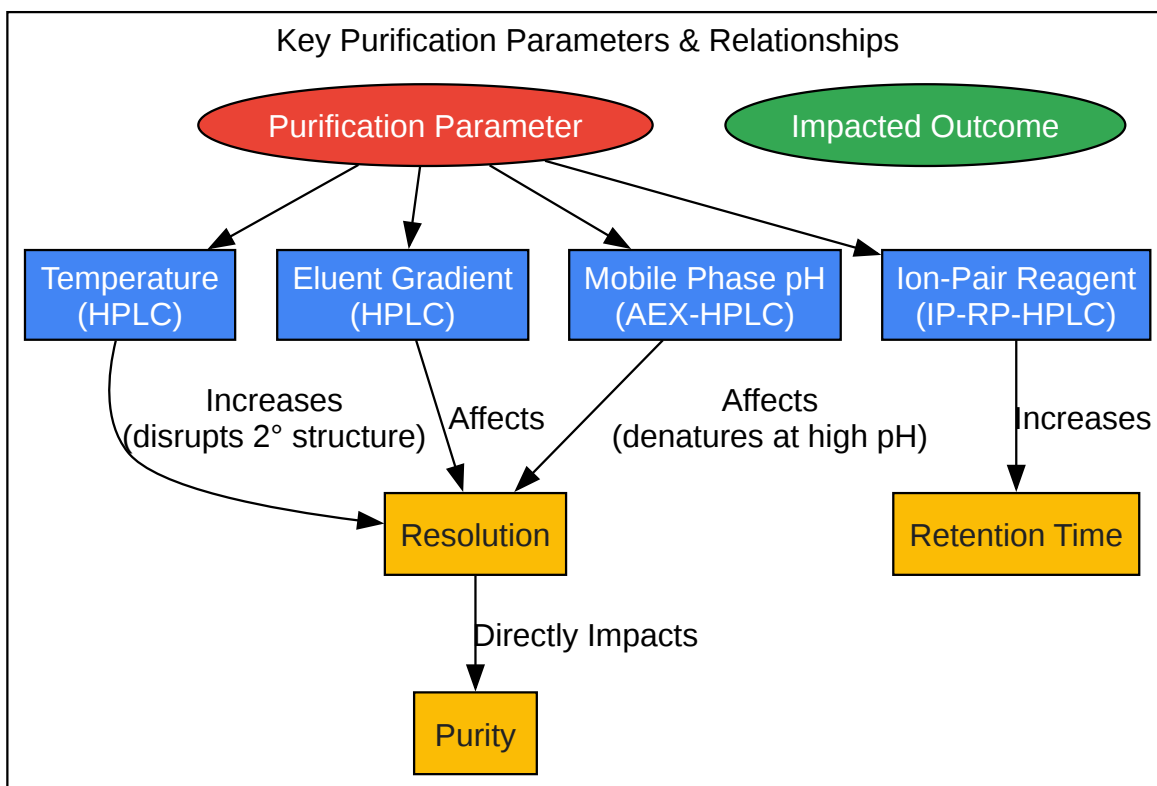 Key Purification Parameters & Relationships
Purification Parameter
Impacted Outcome
Temperature
(HPLC)
Eluent Gradient
(HPLC)
Mobile Phase pH
(AEX-HPLC)
Ion-Pair Reagent
(IP-RP-HPLC)
Increases
(disrupts 2° structure)
Affects
Affects
(denatures at high pH)
Increases
Resolution
Retention Time
Directly Impacts
Purity